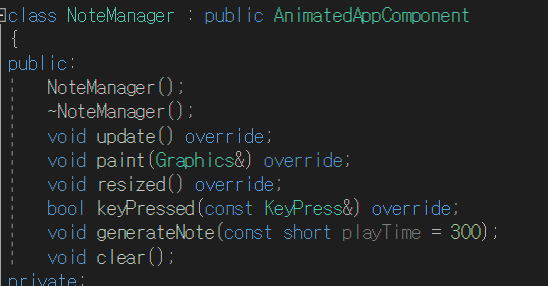 class NoteManager : public AnimatedAppComponent
{
public:
NoteManager();
~NoteManager();
void update() override;
void paint(Graphics&) override;
void resized() override;
bool keyPressed(const KeyPress&) override;
void generateNote(const short playTime = 300);
void clear();
private: